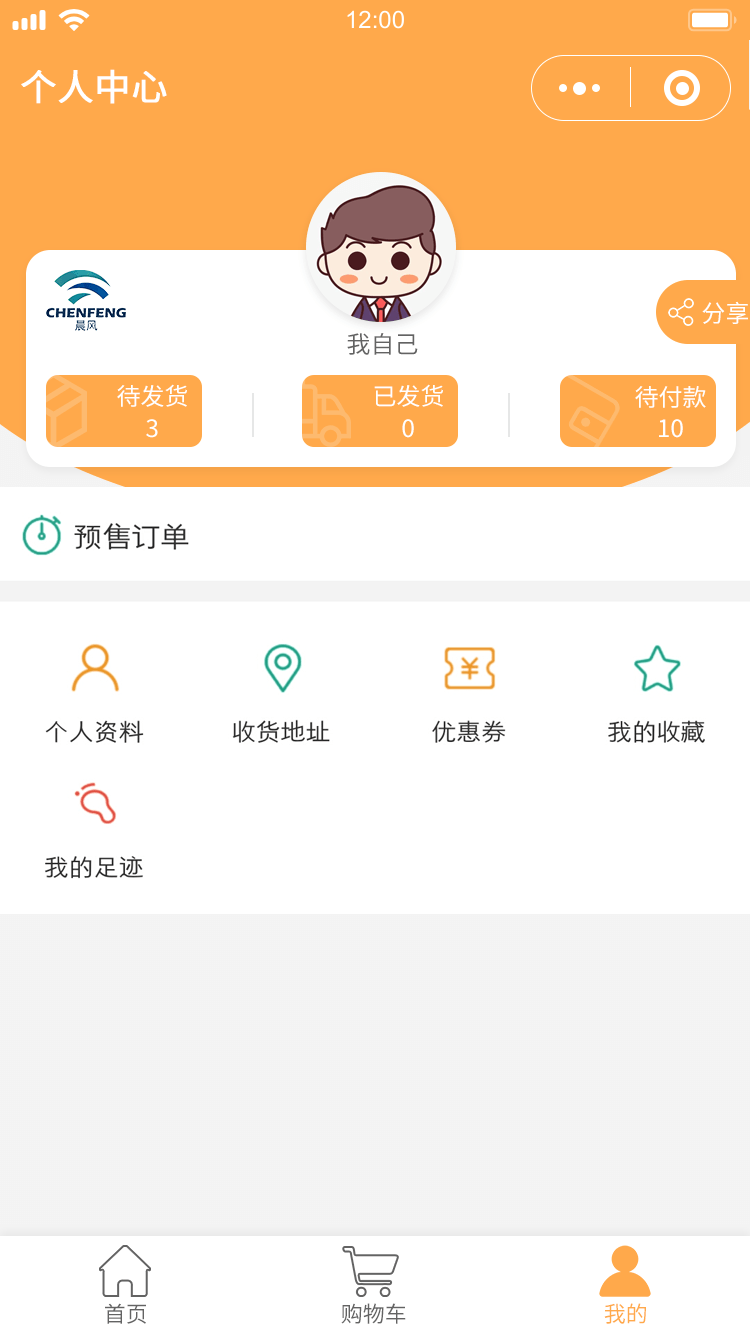 12:00
个人中心
CHENFENG
晨风
分享
我自己
待发货
3
已发货
0
待付款
10
预售订单
个人资料
收货地址
优惠券
我的收藏
我的足迹
首页
购物车
我的